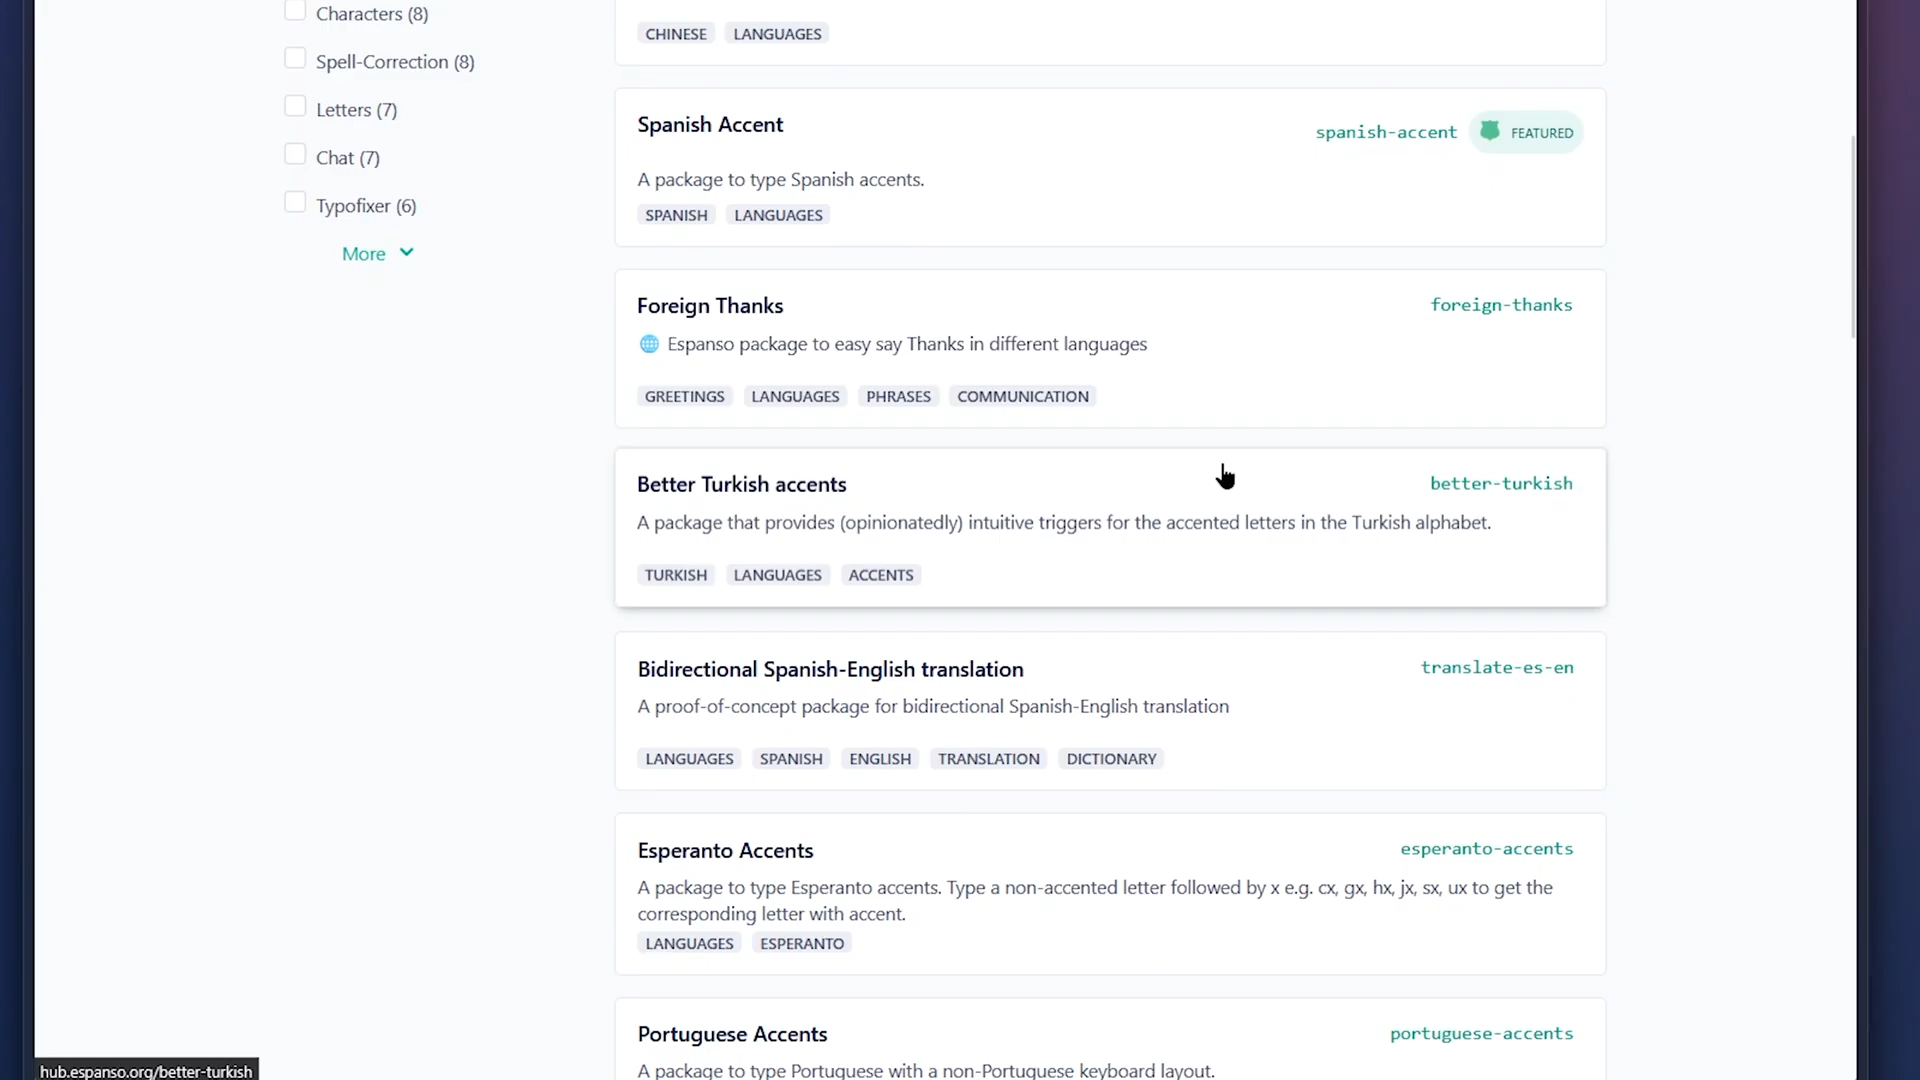 Characters (8)
Spell-Correction (8)
Letters (7)
Chat (7)
Typofixer (6)
More
CHINESE LANGUAGES
Spanish Accent
spanish-accent FEATURED
A package to type Spanish accents.
SPANISH LANGUAGES
Foreign Thanks
foreign-thanks
Espanso package to easy say Thanks in different languages
GREETINGS LANGUAGES PHRASES COMMUNICATION
Better Turkish accents
better-turkish
A package that provides (opinionatedly) intuitive triggers for the accented letters in the Turkish alphabet.
TURKISH LANGUAGES ACCENTS
Bidirectional Spanish-English translation
translate-es-en
A proof-of-concept package for bidirectional Spanish-English translation
LANGUAGES SPANISH ENGLISH TRANSLATION DICTIONARY
Esperanto Accents
esperanto-accents
A package to type Esperanto accents. Type a non-accented letter followed by x e.g. cx, gx, hx, jx, sx, ux to get the
corresponding letter with accent.
LANGUAGES ESPERANTO
Portuguese Accents
portuguese-accents
A package to type Portuguese with a non-Portuguese keyboard layout.
hub.espanso.org/better-turkish